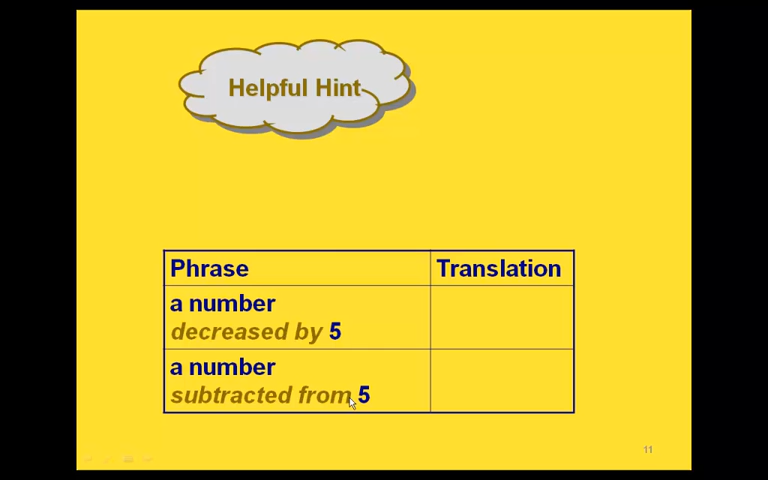 Helpful Hint
Phrase Translation
a number
decreased by 5
a number
subtracted from 5
11